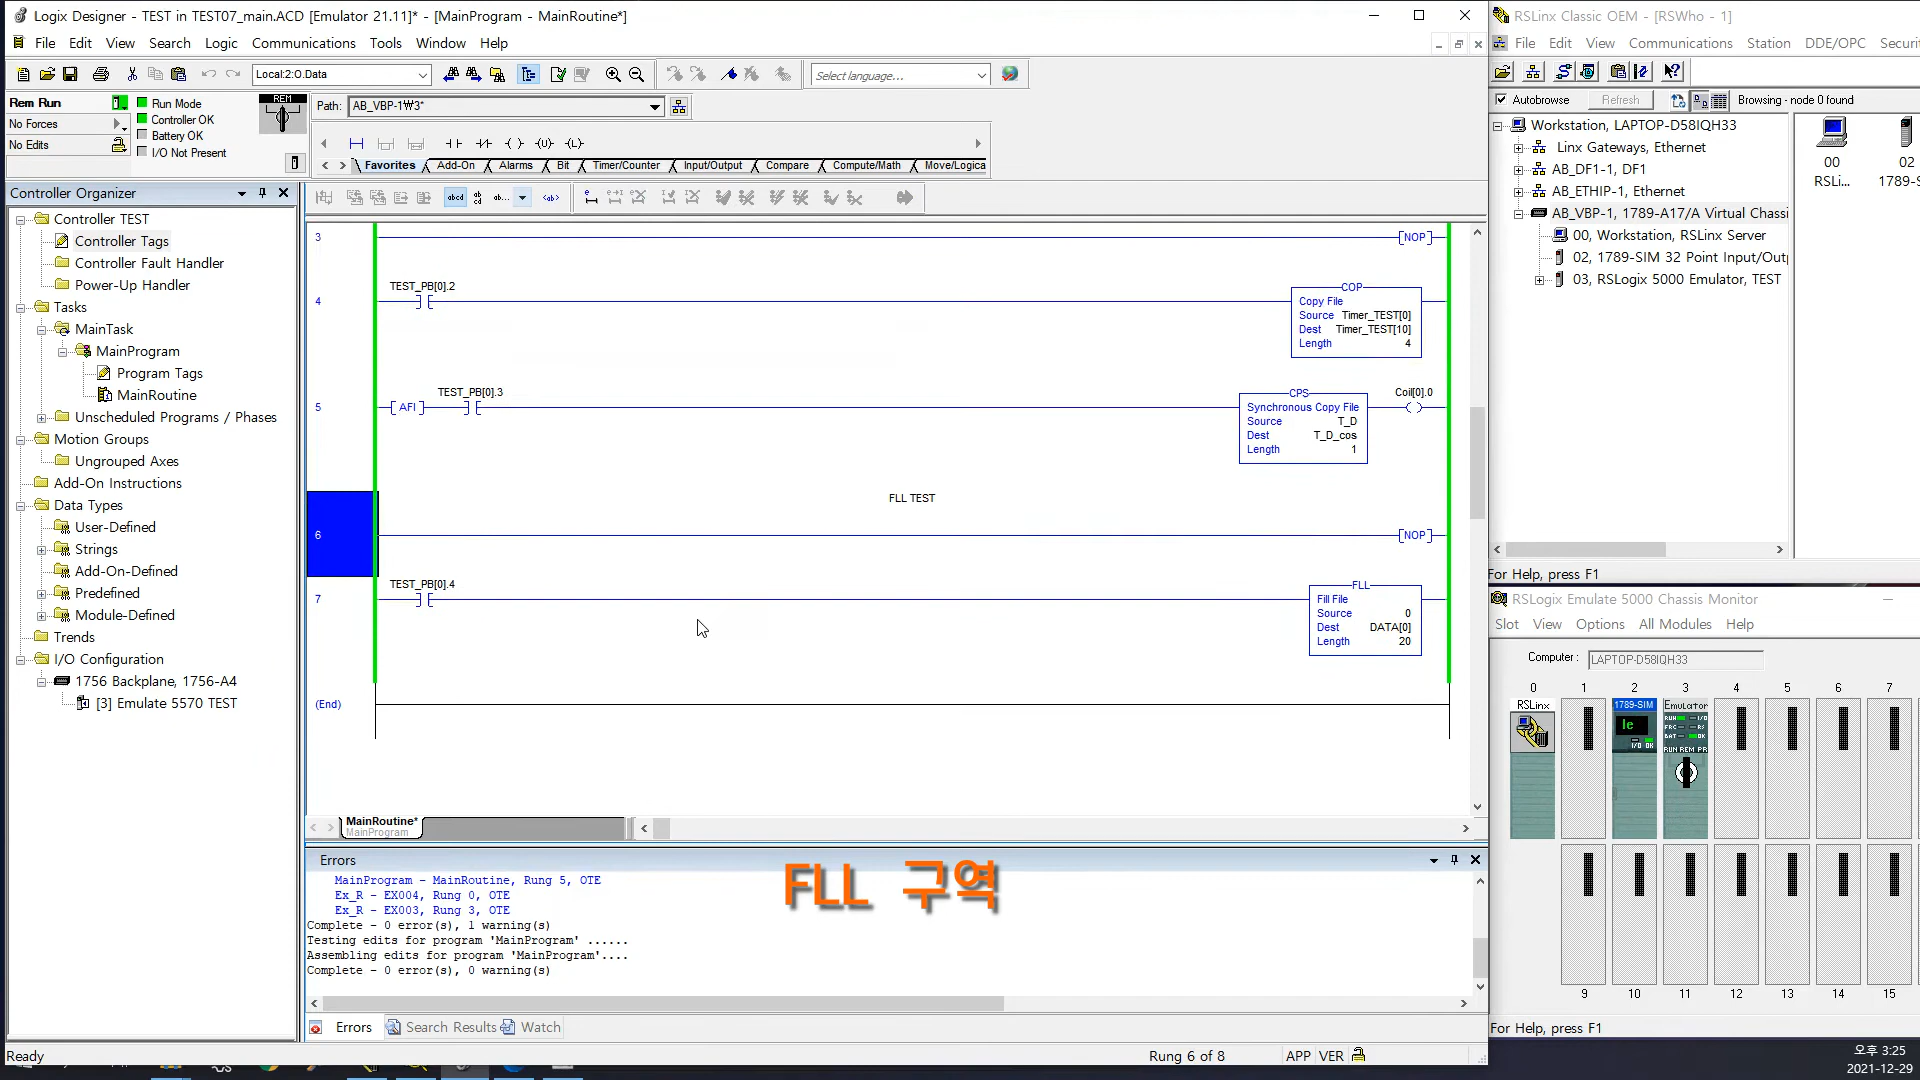 Logix Designer - TEST in TEST07_main.ACD [Emulator 21.11]* - [MainProgram - MainRoutine*]
File Edit View Search Logic Communications Tools Window Help
Local:2:O.Data
Select language...
Rem Run
No Forces
No Edits
Run Mode
Controller OK
Battery OK
I/O Not Present
REM
Path: AB_VBP-1₩3*
Favorites Add-On Alarms Bit Timer/Counter Input/Output Compare Compute/Math Move/Logica
Controller Organizer
Controller TEST
Controller Tags
Controller Fault Handler
Power-Up Handler
Tasks
MainTask
MainProgram
Program Tags
MainRoutine
Unscheduled Programs / Phases
Motion Groups
Ungrouped Axes
Add-On Instructions
Data Types
User-Defined
Strings
Add-On-Defined
Predefined
Module-Defined
Trends
I/O Configuration
1756 Backplane, 1756-A4
[3] Emulate 5570 TEST
3
NOP
TEST_PB[0].2
4
COP
Copy File
Source Timer_TEST[0]
Dest Timer_TEST[10]
Length 4
5
AFI
TEST_PB[0].3
CPS
Synchronous Copy File
Source T_D
Dest T_D_cos
Length 1
Coil[0].0
FLL TEST
6
NOP
TEST_PB[0].4
7
FLL
Fill File
Source 0
Dest DATA[0]
Length 20
(End)
MainRoutine*
MainProgram
Errors
MainProgram - MainRoutine, Rung 5, OTE
Ex_R - EX004, Rung 0, OTE
Ex_R - EX003, Rung 3, OTE
Complete - 0 error(s), 1 warning(s)
Testing edits for program 'MainProgram' ......
Assembling edits for program 'MainProgram'....
Complete - 0 error(s), 0 warning(s)
FLL 구역
Errors Search Results Watch
Ready
Rung 6 of 8
APP VER
RSLinx Classic OEM - [RSWho - 1]
File Edit View Communications Station DDE/OPC Securi
Autobrowse Refresh Browsing - node 0 found
Workstation, LAPTOP-D58IQH33
Linx Gateways, Ethernet
AB_DF1-1, DF1
AB_ETHIP-1, Ethernet
AB_VBP-1, 1789-A17/A Virtual Chassi
00, Workstation, RSLinx Server
02, 1789-SIM 32 Point Input/Outp
03, RSLogix 5000 Emulator, TEST
00
RSLi...
02
1789-S
For Help, press F1
RSLogix Emulate 5000 Chassis Monitor
Slot View Options All Modules Help
Computer : LAPTOP-D58IQH33
0 1 2 3 4 5 6 7
RSLinx
1789-SIM
Emulator
RUN I/O
FRC RS
BAT OK
RUN REM PR
I/O OK
9 10 11 12 13 14 15
For Help, press F1
오후 3:25
2021-12-29